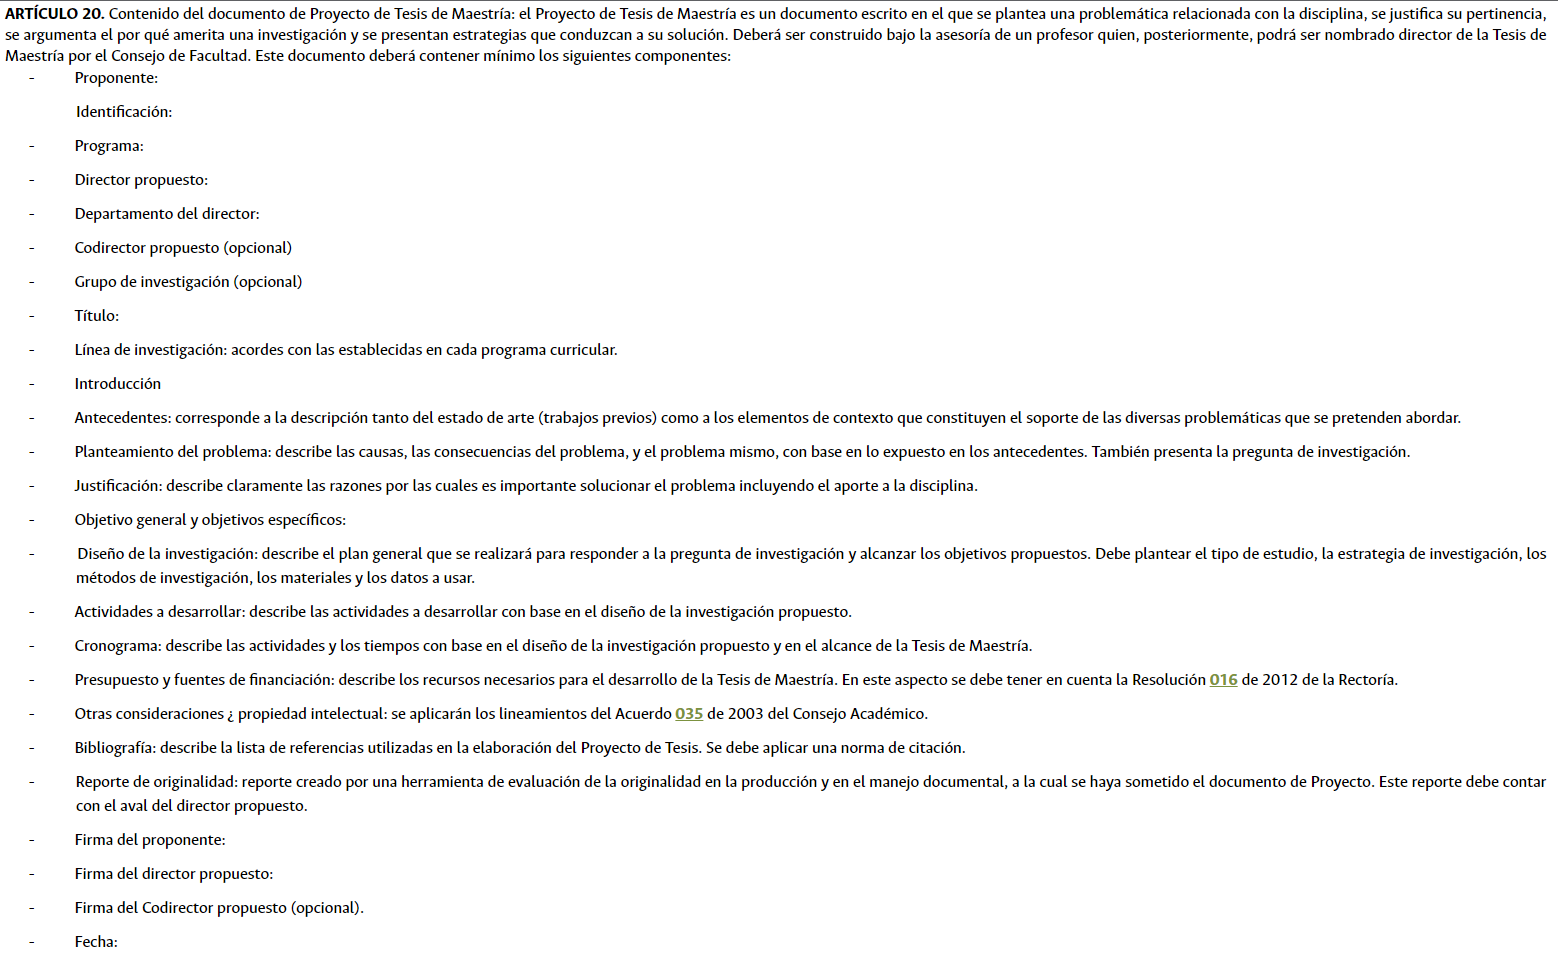 ARTÍCULO 20. Contenido del documento de Proyecto de Tesis de Maestría: el Proyecto de Tesis de Maestría es un documento escrito en el que se plantea una problemática relacionada con la disciplina, se justifica su pertinencia,
se argumenta el por qué amerita una investigación y se presentan estrategias que conduzcan a su solución. Deberá ser construido bajo la asesoría de un profesor quien, posteriormente, podrá ser nombrado director de la Tesis de
Maestría por el Consejo de Facultad. Este documento deberá contener mínimo los siguientes componentes:
- Proponente:
Identificación:
- Programa:
- Director propuesto:
- Departamento del director:
- Codirector propuesto (opcional)
- Grupo de investigación (opcional)
- Título:
- Línea de investigación: acordes con las establecidas en cada programa curricular.
- Introducción
- Antecedentes: corresponde a la descripción tanto del estado de arte (trabajos previos) como a los elementos de contexto que constituyen el soporte de las diversas problemáticas que se pretenden abordar.
- Planteamiento del problema: describe las causas, las consecuencias del problema, y el problema mismo, con base en lo expuesto en los antecedentes. También presenta la pregunta de investigación.
- Justificación: describe claramente las razones por las cuales es importante solucionar el problema incluyendo el aporte a la disciplina.
- Objetivo general y objetivos específicos:
- Diseño de la investigación: describe el plan general que se realizará para responder a la pregunta de investigación y alcanzar los objetivos propuestos. Debe plantear el tipo de estudio, la estrategia de investigación, los
métodos de investigación, los materiales y los datos a usar.
- Actividades a desarrollar: describe las actividades a desarrollar con base en el diseño de la investigación propuesto.
- Cronograma: describe las actividades y los tiempos con base en el diseño de la investigación propuesto y en el alcance de la Tesis de Maestría.
- Presupuesto y fuentes de financiación: describe los recursos necesarios para el desarrollo de la Tesis de Maestría. En este aspecto se debe tener en cuenta la Resolución 016 de 2012 de la Rectoría.
- Otras consideraciones ¿ propiedad intelectual: se aplicarán los lineamientos del Acuerdo 035 de 2003 del Consejo Académico.
- Bibliografía: describe la lista de referencias utilizadas en la elaboración del Proyecto de Tesis. Se debe aplicar una norma de citación.
- Reporte de originalidad: reporte creado por una herramienta de evaluación de la originalidad en la producción y en el manejo documental, a la cual se haya sometido el documento de Proyecto. Este reporte debe contar
con el aval del director propuesto.
- Firma del proponente:
- Firma del director propuesto:
- Firma del Codirector propuesto (opcional).
- Fecha: